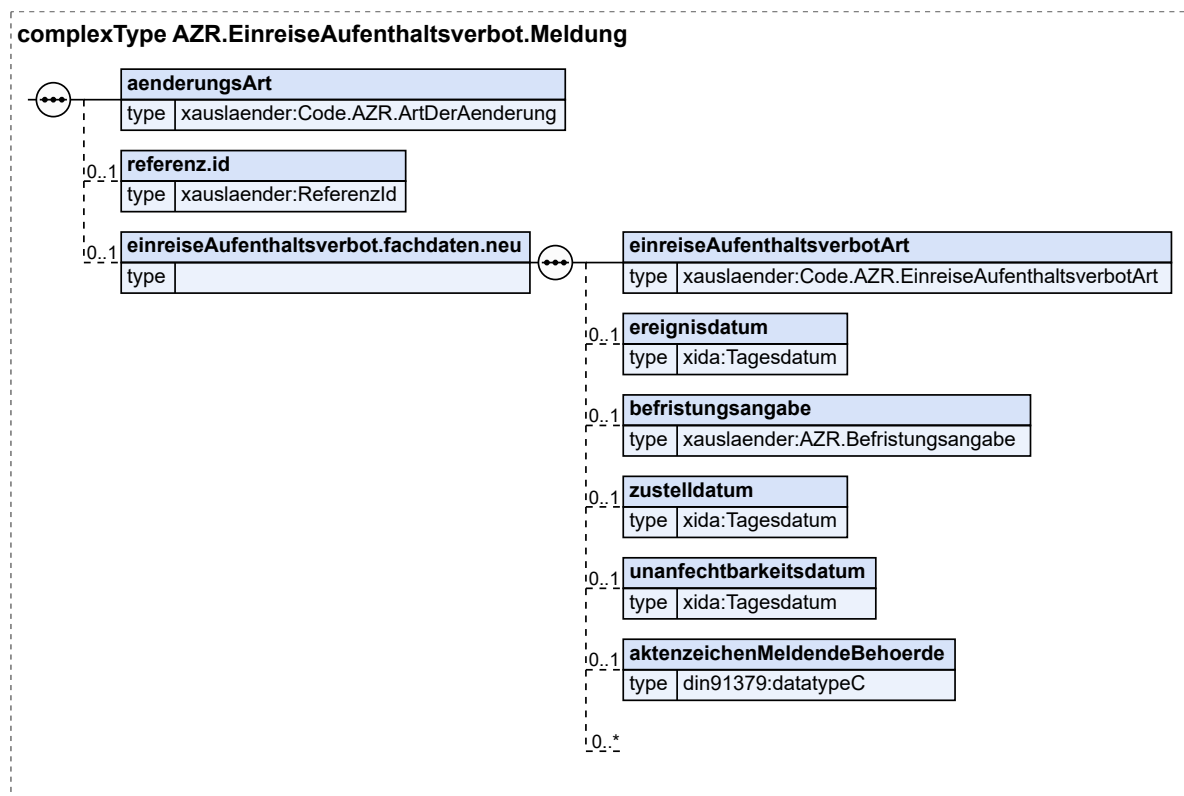 complexType AZR.EinreiseAufenthaltsverbot.Meldung
aenderungsArt
type xauslaender:Code.AZR.ArtDerAenderung
0..1 referenz.id
type xauslaender:ReferenzId
0..1 einreiseAufenthaltsverbot.fachdaten.neu
type
einreiseAufenthaltsverbotArt
type xauslaender:Code.AZR.EinreiseAufenthaltsverbotArt
0..1 ereignisdatum
type xida:Tagesdatum
0..1 befristungsangabe
type xauslaender:AZR.Befristungsangabe
0..1 zustelldatum
type xida:Tagesdatum
0..1 unanfechtbarkeitsdatum
type xida:Tagesdatum
0..1 aktenzeichenMeldendeBehoerde
type din91379:datatypeC
0..*